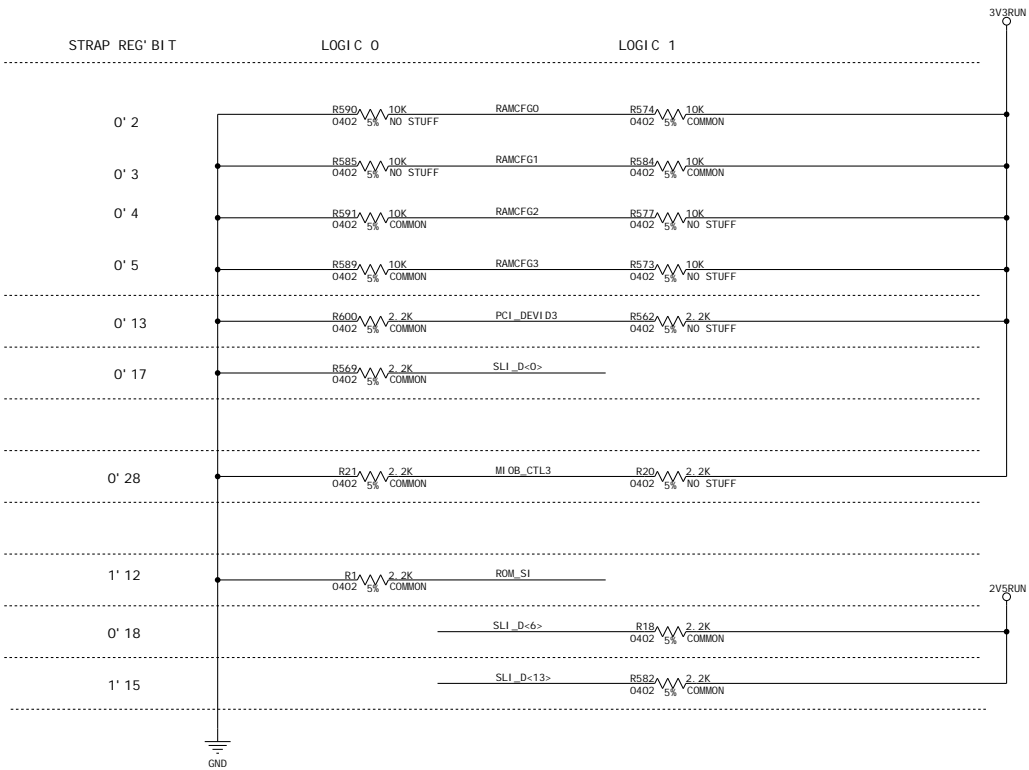 3V3RUN
STRAP REG'BIT LOGIC 0 LOGIC 1
0'2 R590 10K 0402 5% NO STUFF RAMCFG0 R574 10K 0402 5% COMMON
0'3 R585 10K 0402 5% NO STUFF RAMCFG1 R584 10K 0402 5% COMMON
0'4 R591 10K 0402 5% COMMON RAMCFG2 R577 10K 0402 5% NO STUFF
0'5 R589 10K 0402 5% COMMON RAMCFG3 R573 10K 0402 5% NO STUFF
0'13 R600 2.2K 0402 5% COMMON PCI_DEVID3 R562 2.2K 0402 5% NO STUFF
0'17 R569 2.2K 0402 5% COMMON SLI_D<0>
0'28 R21 2.2K 0402 5% COMMON MIOB_CTL3 R20 2.2K 0402 5% NO STUFF
1'12 R1 2.2K 0402 5% COMMON ROM_SI
2V5RUN
0'18 SLI_D<6> R18 2.2K 0402 5% COMMON
1'15 SLI_D<13> R582 2.2K 0402 5% COMMON
GND